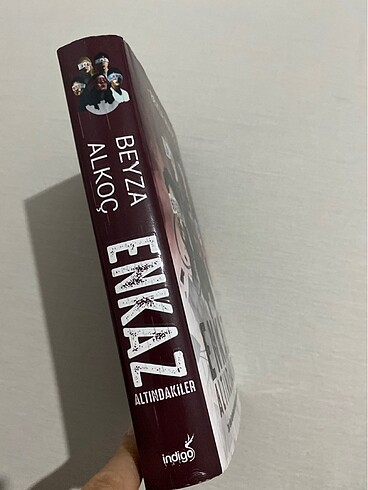 BEYZA
ALKOÇ
ENKAZ
ALTINDAKİLER
indigo